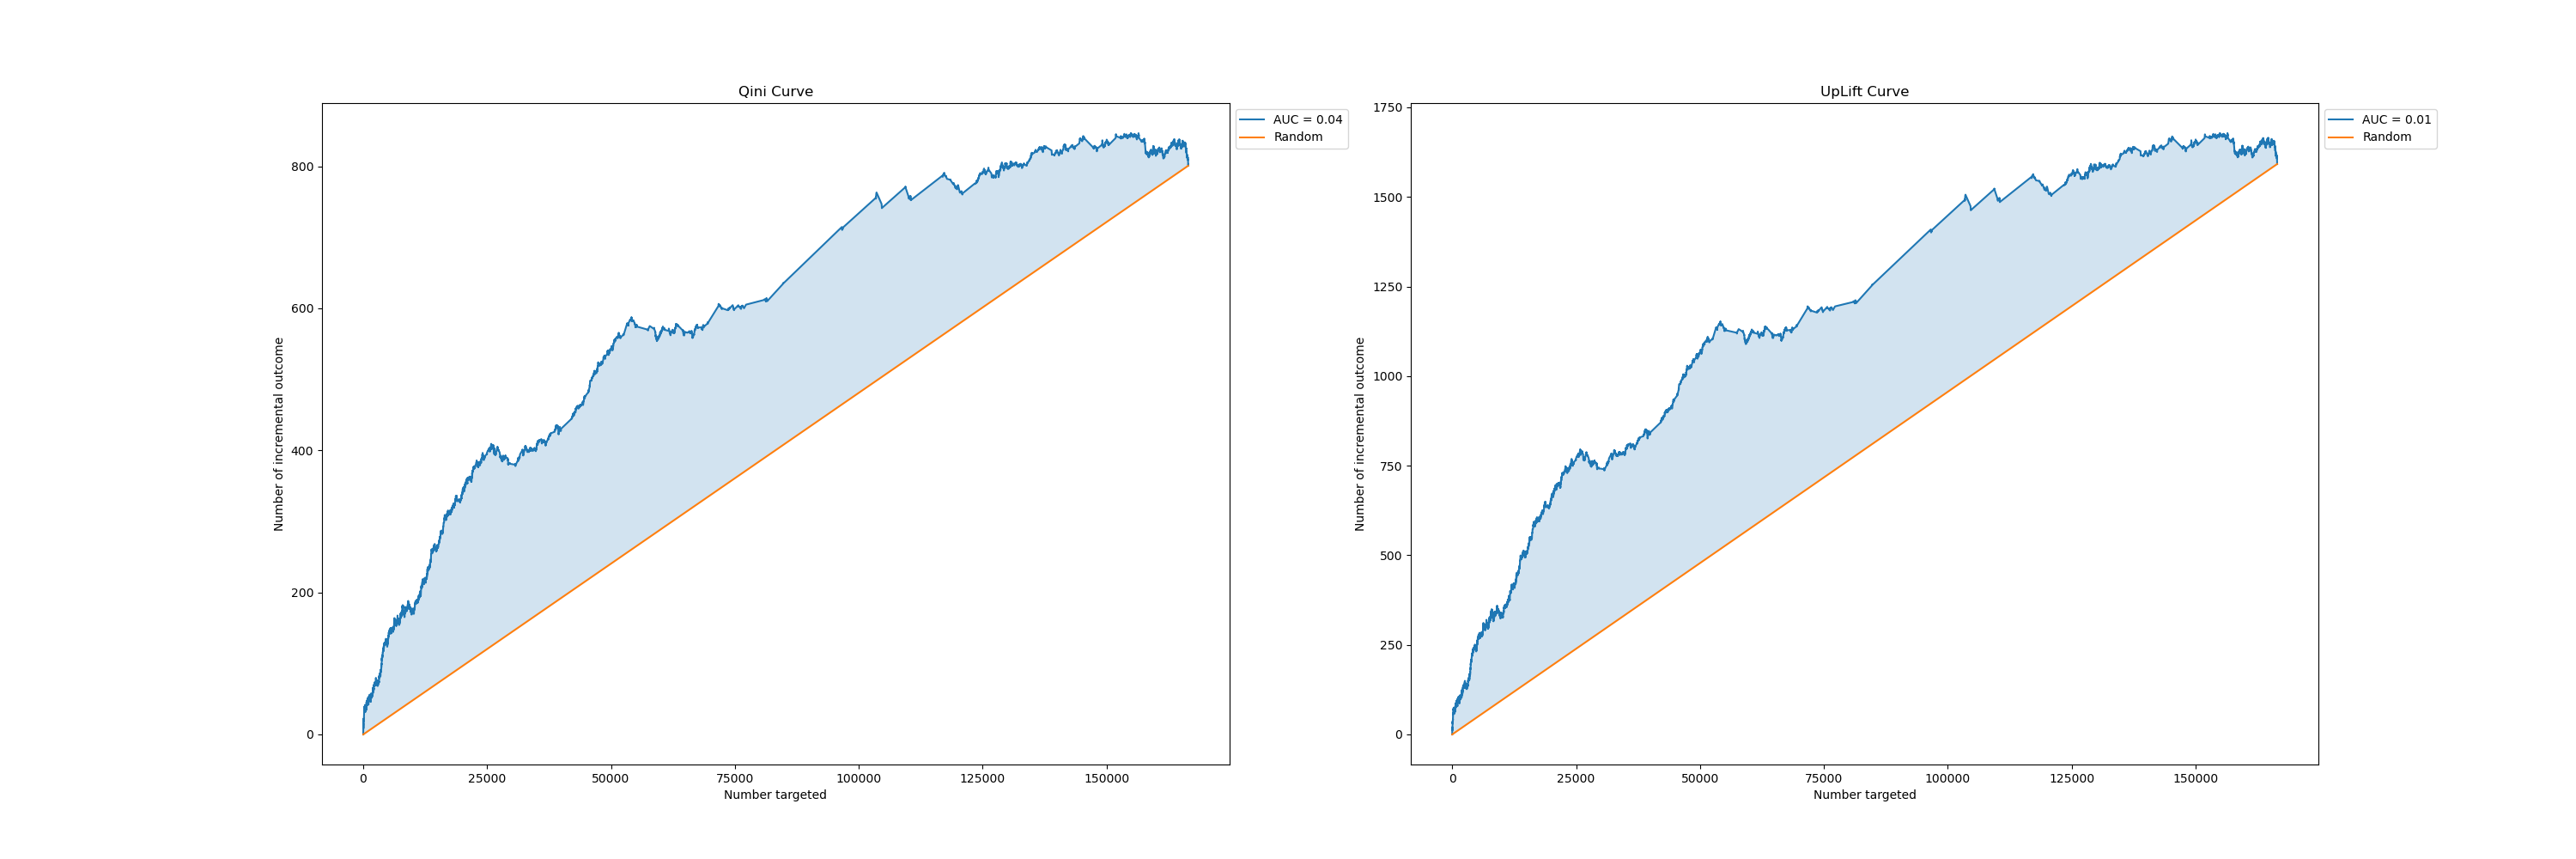 Qini Curve
AUC = 0.04
Random
800
600
400
200
0
Number of incremental outcome
0 25000 50000 75000 100000 125000 150000
Number targeted
UpLift Curve
AUC = 0.01
Random
1750
1500
1250
1000
750
500
250
0
Number of incremental outcome
0 25000 50000 75000 100000 125000 150000
Number targeted